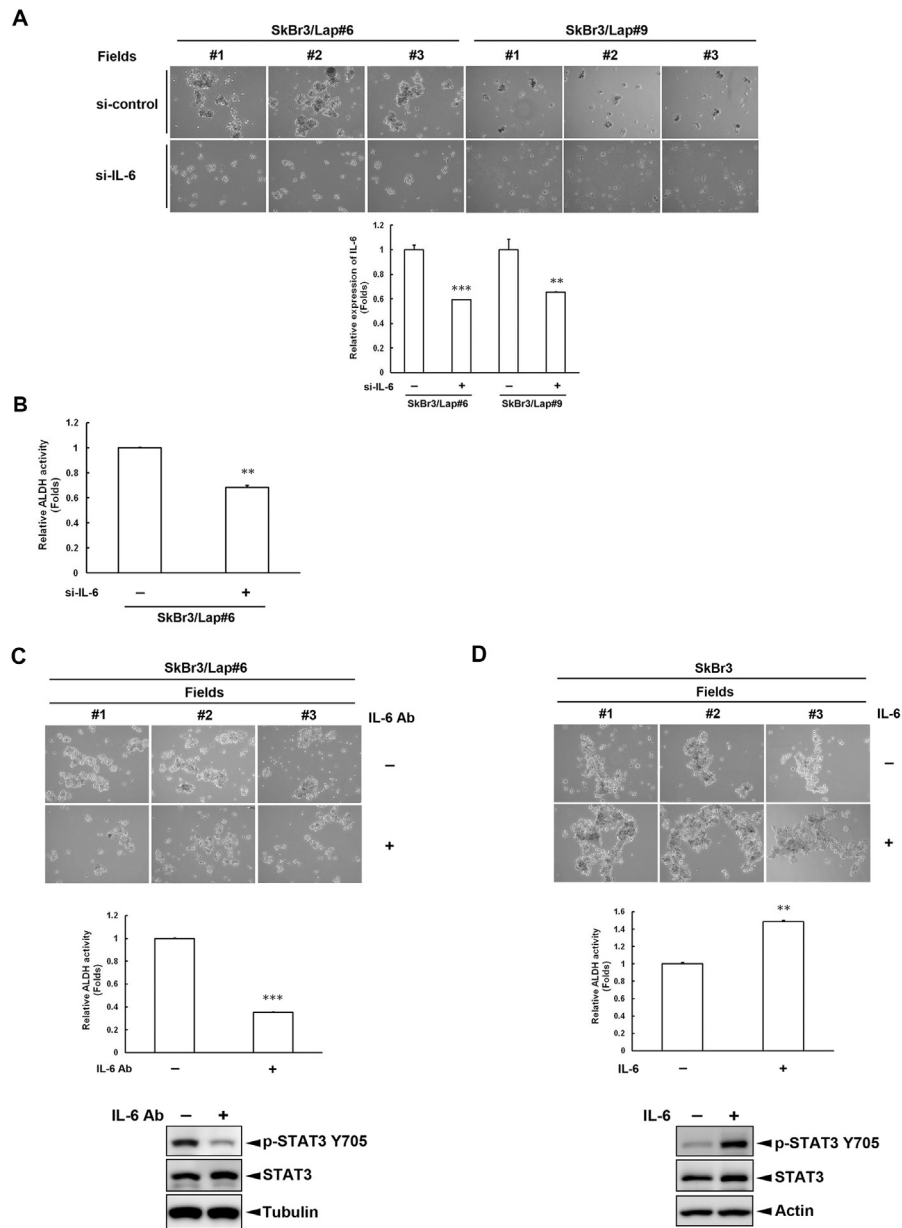 A
SkBr3/Lap#6 SkBr3/Lap#9
Fields #1 #2 #3 #1 #2 #3
si-control
si-IL-6
Relative expression of IL-6
(Folds)
1.2
1
0.8
0.6
0.4
0.2
0
*** **
si-IL-6 – + – +
SkBr3/Lap#6 SkBr3/Lap#9
B
Relative ALDH activity
(Folds)
1.2
1
0.8
0.6
0.4
0.2
0
**
si-IL-6 – +
SkBr3/Lap#6
C
SkBr3/Lap#6
Fields
#1 #2 #3 IL-6 Ab
–
+
Relative ALDH activity
(Folds)
1.2
1
0.8
0.6
0.4
0.2
0
***
IL-6 Ab – +
IL-6 Ab – +
p-STAT3 Y705
STAT3
Tubulin
D
SkBr3
Fields
#1 #2 #3 IL-6
–
+
Relative ALDH activity
(Folds)
1.6
1.4
1.2
1
0.8
0.6
0.4
0.2
0
**
IL-6 – +
IL-6 – +
p-STAT3 Y705
STAT3
Actin